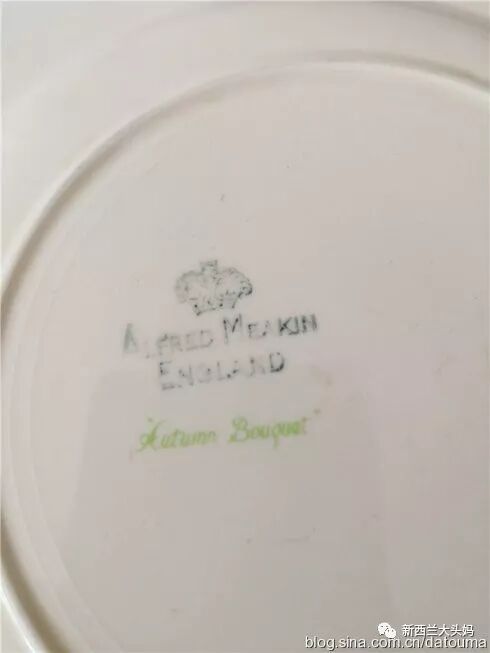 ALFRED MEAKIN
ENGLAND
"Autumn Bouquet"
新西兰大头妈
blog.sina.com.cn/datouma